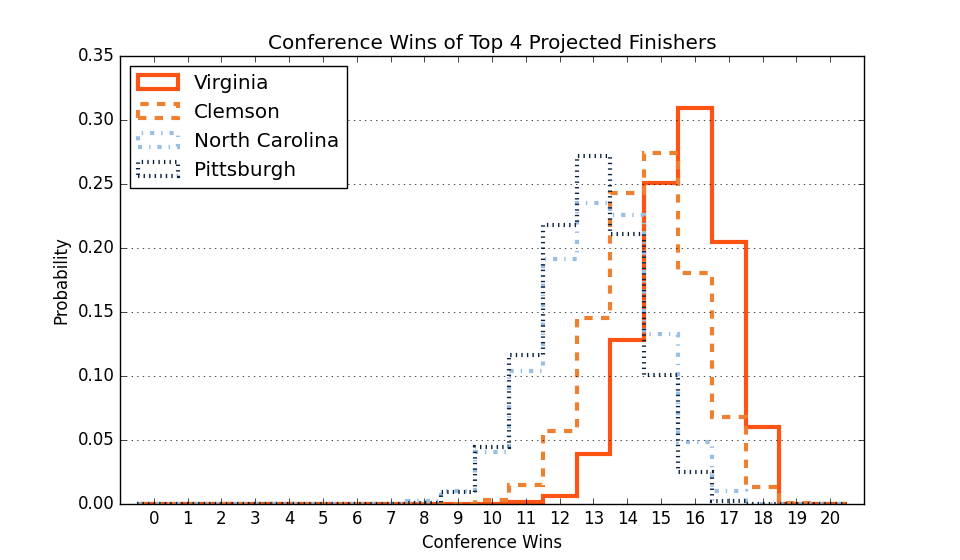 Conference Wins of Top 4 Projected Finishers
0.35
0.30
0.25
0.20
0.15
0.10
0.05
0.00
Probability
Virginia
Clemson
North Carolina
Pittsburgh
0 1 2 3 4 5 6 7 8 9 10 11 12 13 14 15 16 17 18 19 20
Conference Wins